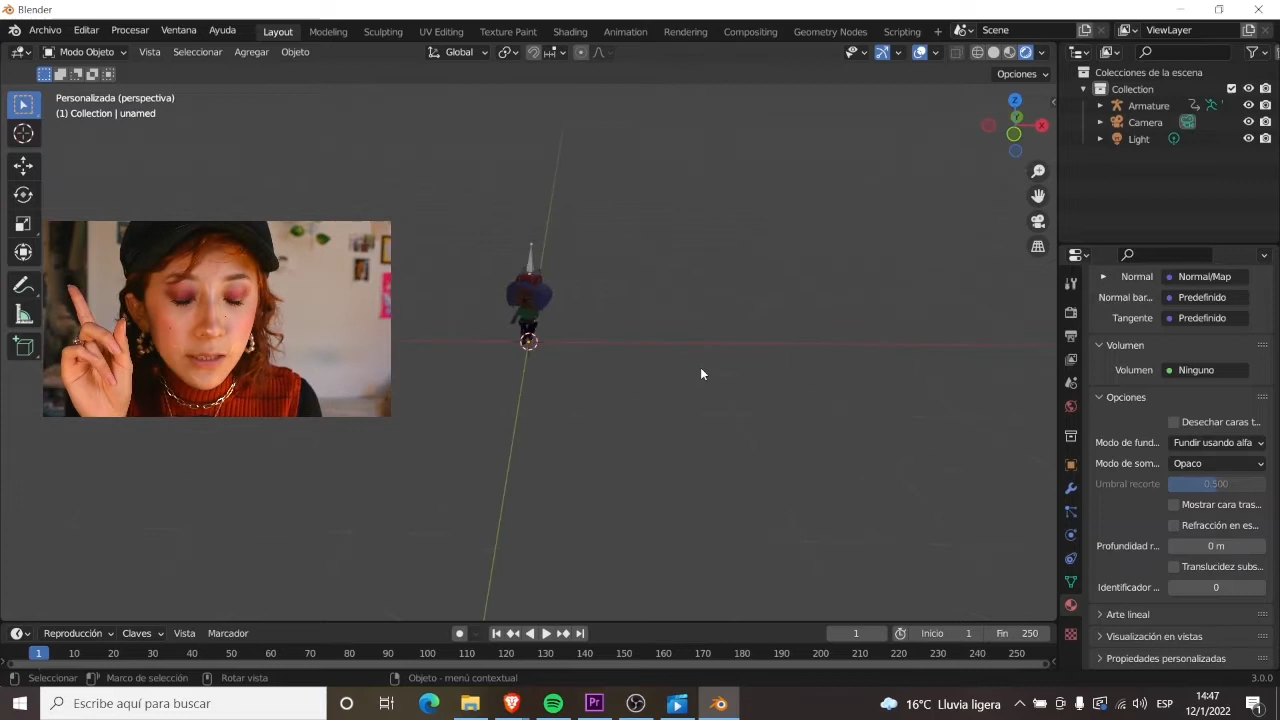 Blender
Archivo Editar Procesar Ventana Ayuda Layout Modeling Sculpting UV Editing Texture Paint Shading Animation Rendering Compositing Geometry Nodes Scripting + Scene ViewLayer
Modo Objeto Vista Seleccionar Agregar Objeto Global
Opciones
Personalizada (perspectiva)
(1) Collection | unamed
Z
Y
X
Colecciones de la escena
Collection
Armature
Camera
Light
Normal Normal/Map
Normal bar... Predefinido
Tangente Predefinido
Volumen
Volumen Ninguno
Opciones
Desechar caras t...
Modo de fund... Fundir usando alfa
Modo de som... Opaco
Umbral recorte 0.500
Mostrar cara tras...
Refracción en es...
Profundidad r... 0 m
Translucidez subs...
Identificador ... 0
Arte lineal
Visualización en vistas
Propiedades personalizadas
Reproducción Claves Vista Marcador 1 Inicio 1 Fin 250
1 10 20 30 40 50 60 70 80 90 100 110 120 130 140 150 160 170 180 190 200 210 220 230 240 250
Seleccionar Marco de selección Rotar vista Objeto - menú contextual 3.0.0
Escribe aquí para buscar Pr 16°C Lluvia ligera ESP 14:47
12/1/2022 1